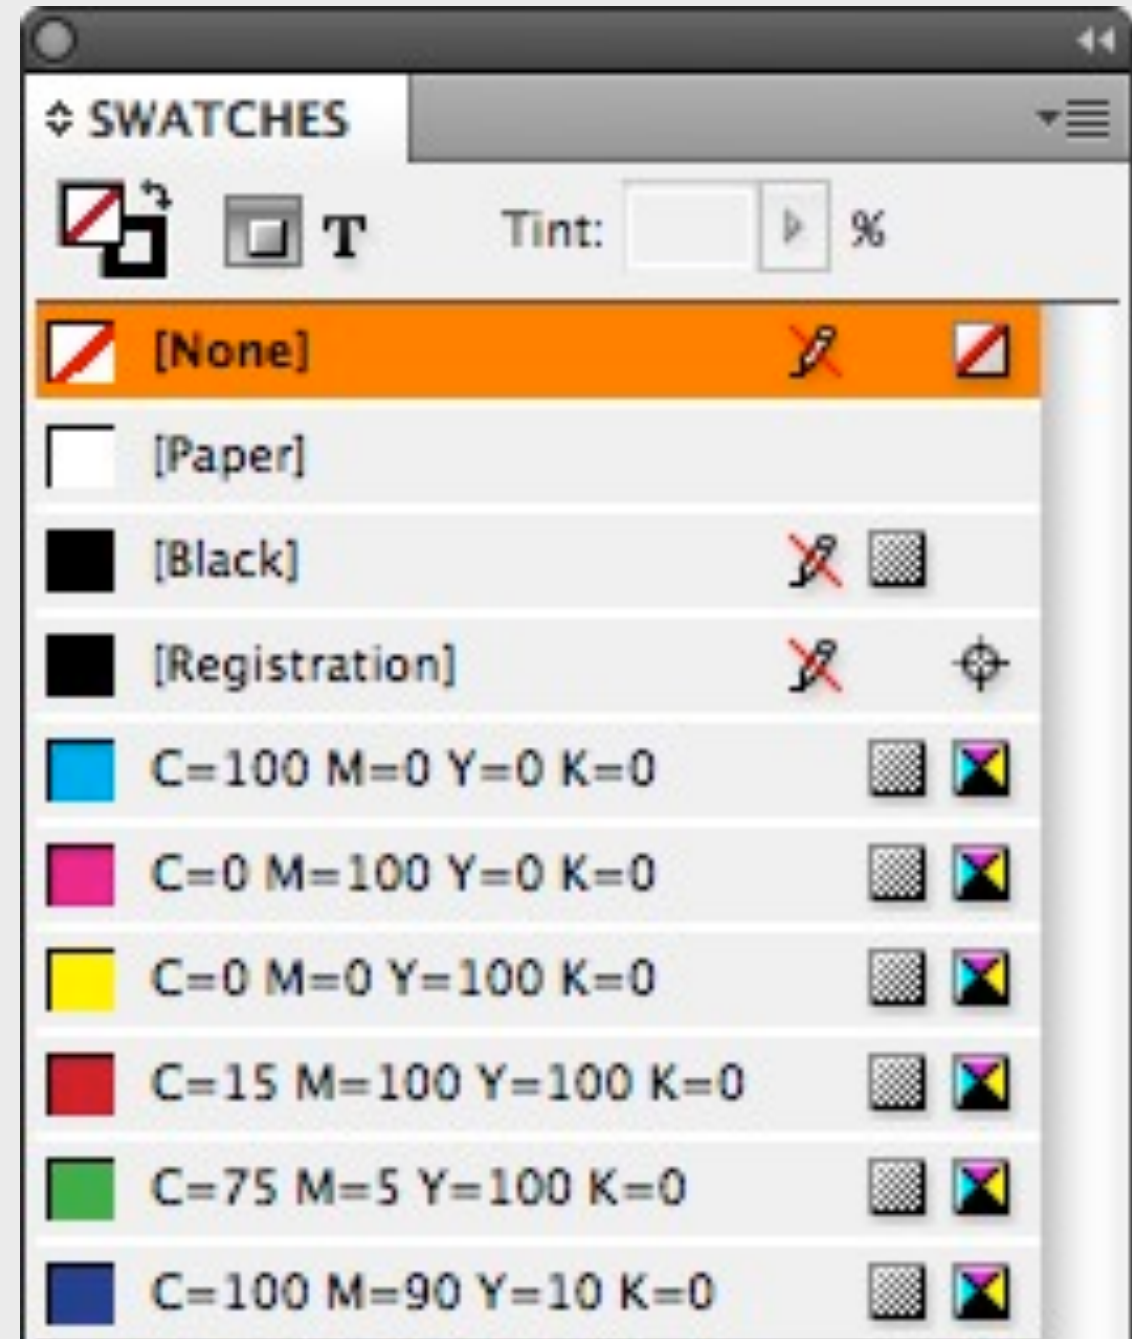 SWATCHES
T Tint: %
[None]
[Paper]
[Black]
[Registration]
C=100 M=0 Y=0 K=0
C=0 M=100 Y=0 K=0
C=0 M=0 Y=100 K=0
C=15 M=100 Y=100 K=0
C=75 M=5 Y=100 K=0
C=100 M=90 Y=10 K=0